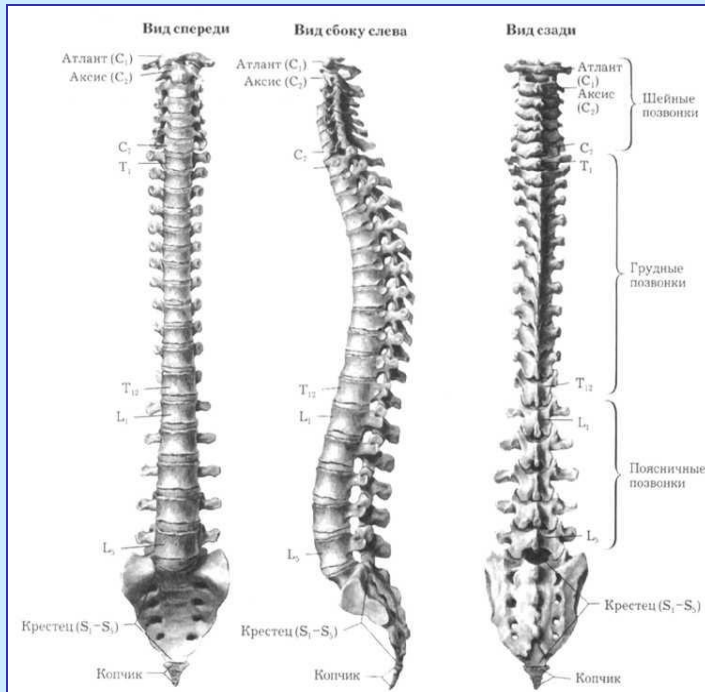 Вид спереди
Атлант (C₁)
Аксис (C₂)
C₇
T₁
T₁₂
L₁
L₅
Крестец (S₁–S₅)
Копчик
Вид сбоку слева
Атлант (C₁)
Аксис (C₂)
C₇
T₁₂
L₁
L₅
Крестец (S₁–S₅)
Копчик
Вид сзади
Атлант
(C₁)
Аксис
(C₂)
C₇
T₁
T₁₂
L₁
L₅
Крестец (S₁–S₅)
Копчик
Шейные
позвонки
Грудные
позвонки
Поясничные
позвонки